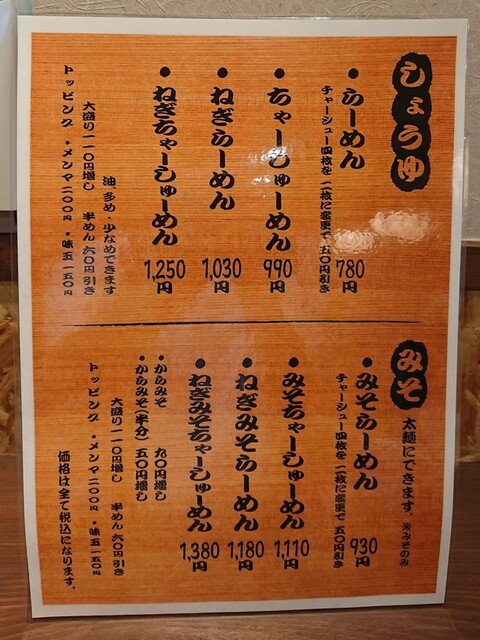 しょうゆ
・らーめん 780円
チャーシュー四枚を二枚に変更で五〇円引き
・ちゃーしゅーめん 990円
・ねぎらーめん 1,030円
・ねぎちゃーしゅーめん 1,250円
油、多め・少なめできます
大盛り一一〇円増し 半めん六〇円引き
トッピング ・メンマ二〇〇円 ・味玉一五〇円
みそ 太麺にできます。※みそのみ
・みそらーめん 930円
チャーシュー四枚を二枚に変更で五〇円引き
・みそちゃーしゅーめん 1,110円
・ねぎみそらーめん 1,180円
・ねぎみそちゃーしゅーめん 1,380円
・からみそ 九〇円増し
・からみそ(半分) 五〇円増し
大盛り一一〇円増し 半めん六〇円引き
トッピング ・メンマ二〇〇円 ・味玉一五〇円
価格は全て税込になります。